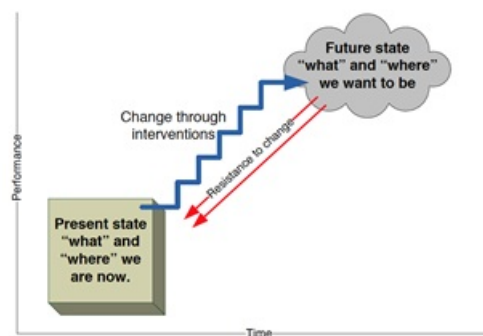 Future state
“what” and “where”
we want to be
Change through
interventions
Resistance to change
Performance
Present state
“what” and
“where” we
are now.
Time